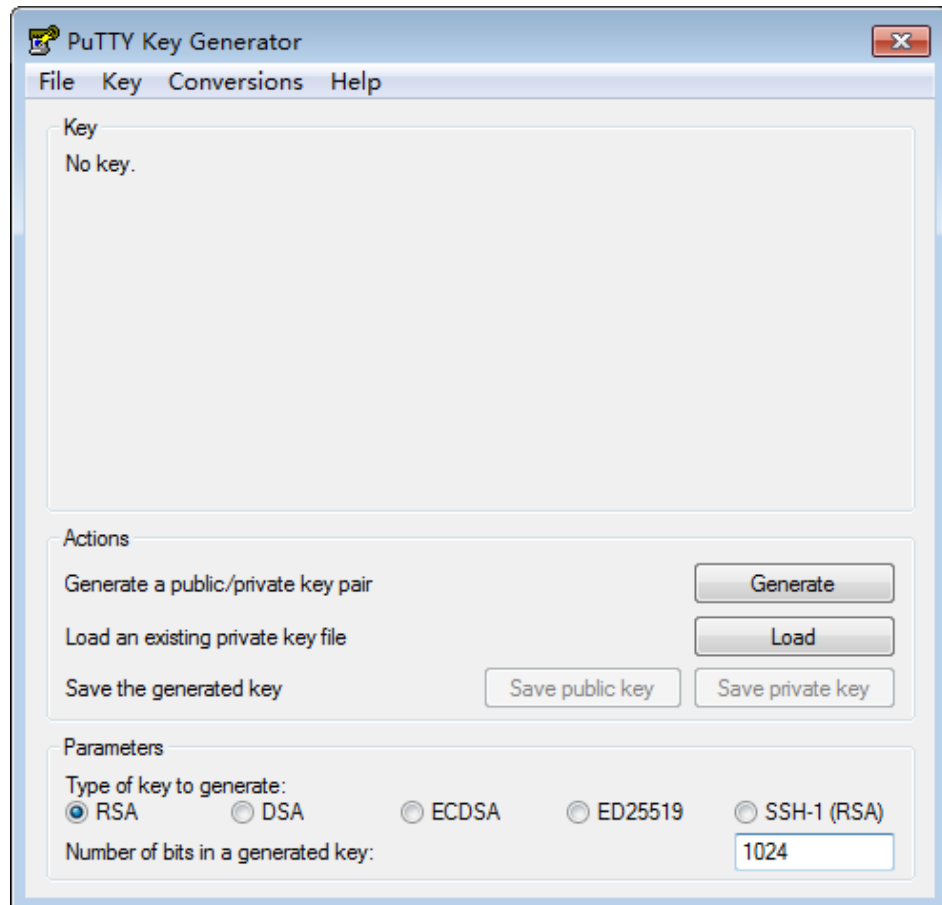 PuTTY Key Generator
File Key Conversions Help
Key
No key.
Actions
Generate a public/private key pair
Generate
Load an existing private key file
Load
Save the generated key
Save public key
Save private key
Parameters
Type of key to generate:
RSA DSA ECDSA ED25519 SSH-1 (RSA)
Number of bits in a generated key:
1024